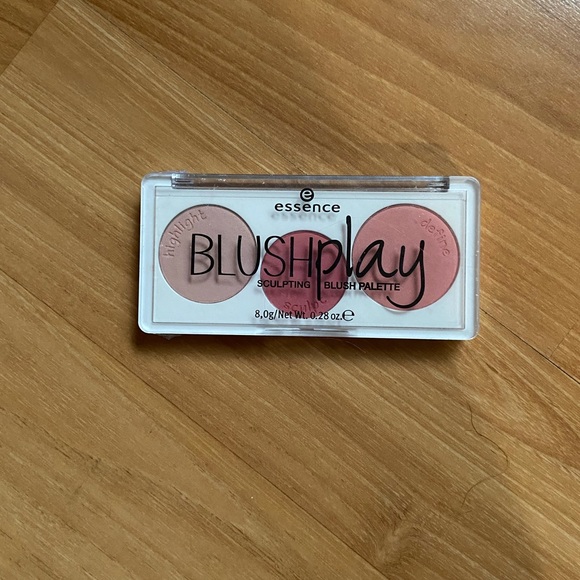 e
essence
highlight
define
BLUSHplay
SCULPTING BLUSH PALETTE
sculpt
8,0g/Net Wt. 0.28 oz.℮